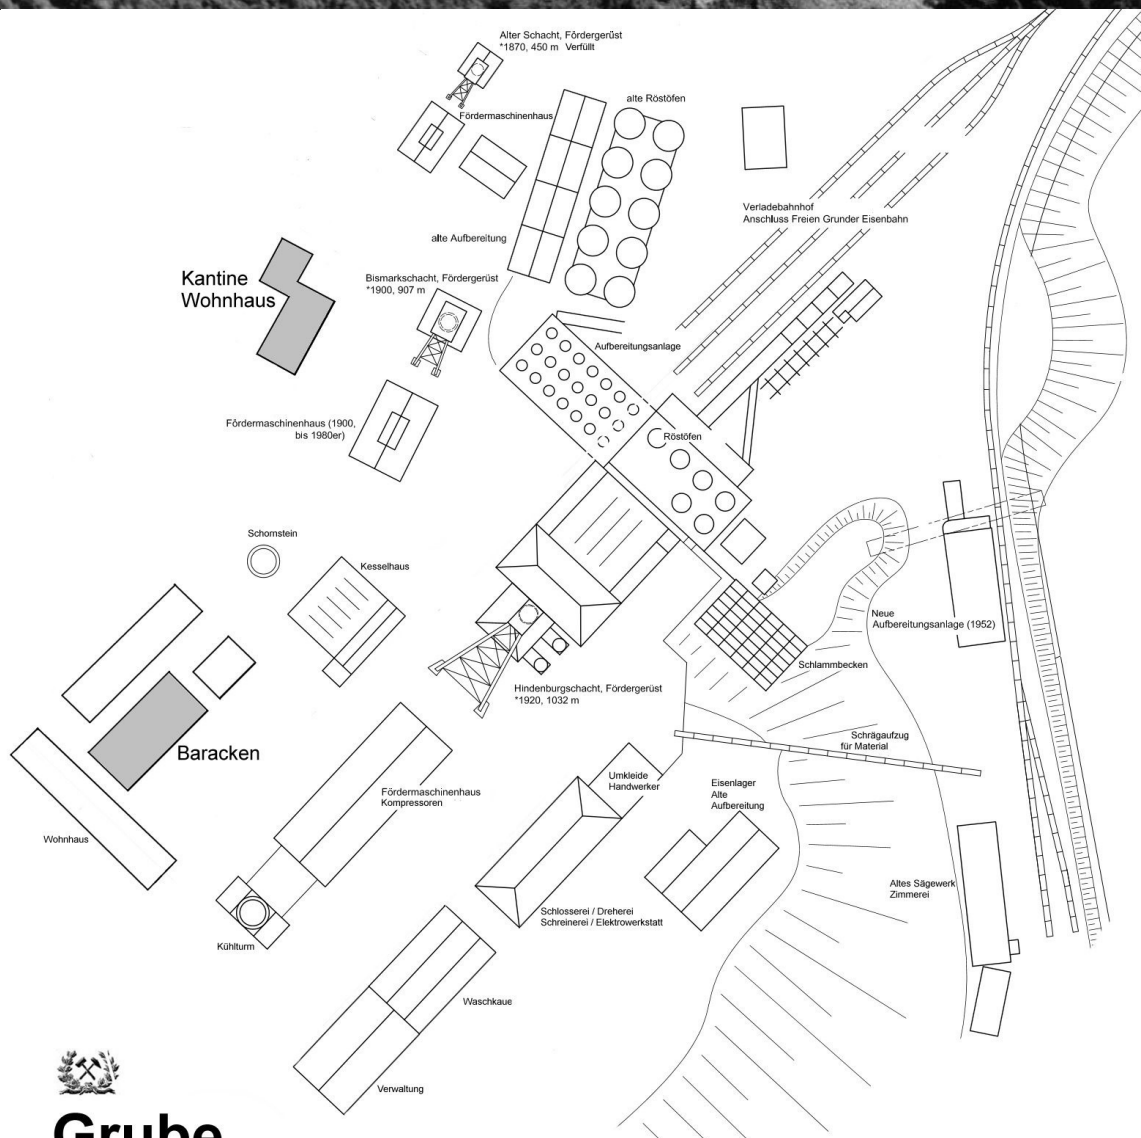 Alter Schacht, Fördergerüst
*1870, 450 m Verfüllt
alte Röstöfen
Fördermaschinenhaus
Verladebahnhof
Anschluss Freien Grunder Eisenbahn
alte Aufbereitung
Kantine
Wohnhaus
Bismarkschacht, Fördergerüst
*1900, 907 m
Aufbereitungsanlage
Fördermaschinenhaus (1900,
bis 1980er)
Röstöfen
Schornstein
Kesselhaus
Neue
Aufbereitungsanlage (1952)
Schlammbecken
Hindenburgschacht, Fördergerüst
*1920, 1032 m
Baracken
Schrägaufzug
für Material
Umkleide
Handwerker
Eisenlager
Alte
Aufbereitung
Fördermaschinenhaus
Kompressoren
Wohnhaus
Altes Sägewerk
Zimmerei
Schlosserei / Dreherei
Schreinerei / Elektrowerkstatt
Kühlturm
Waschkaue
Verwaltung
Grube